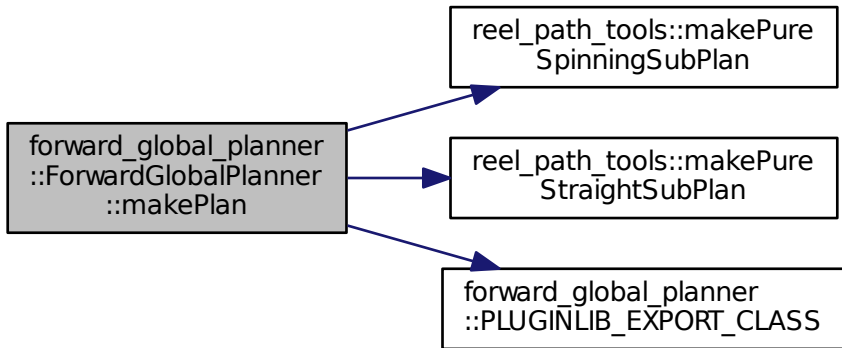 forward_global_planner
::ForwardGlobalPlanner
::makePlan
reel_path_tools::makePure
SpinningSubPlan
reel_path_tools::makePure
StraightSubPlan
forward_global_planner
::PLUGINLIB_EXPORT_CLASS